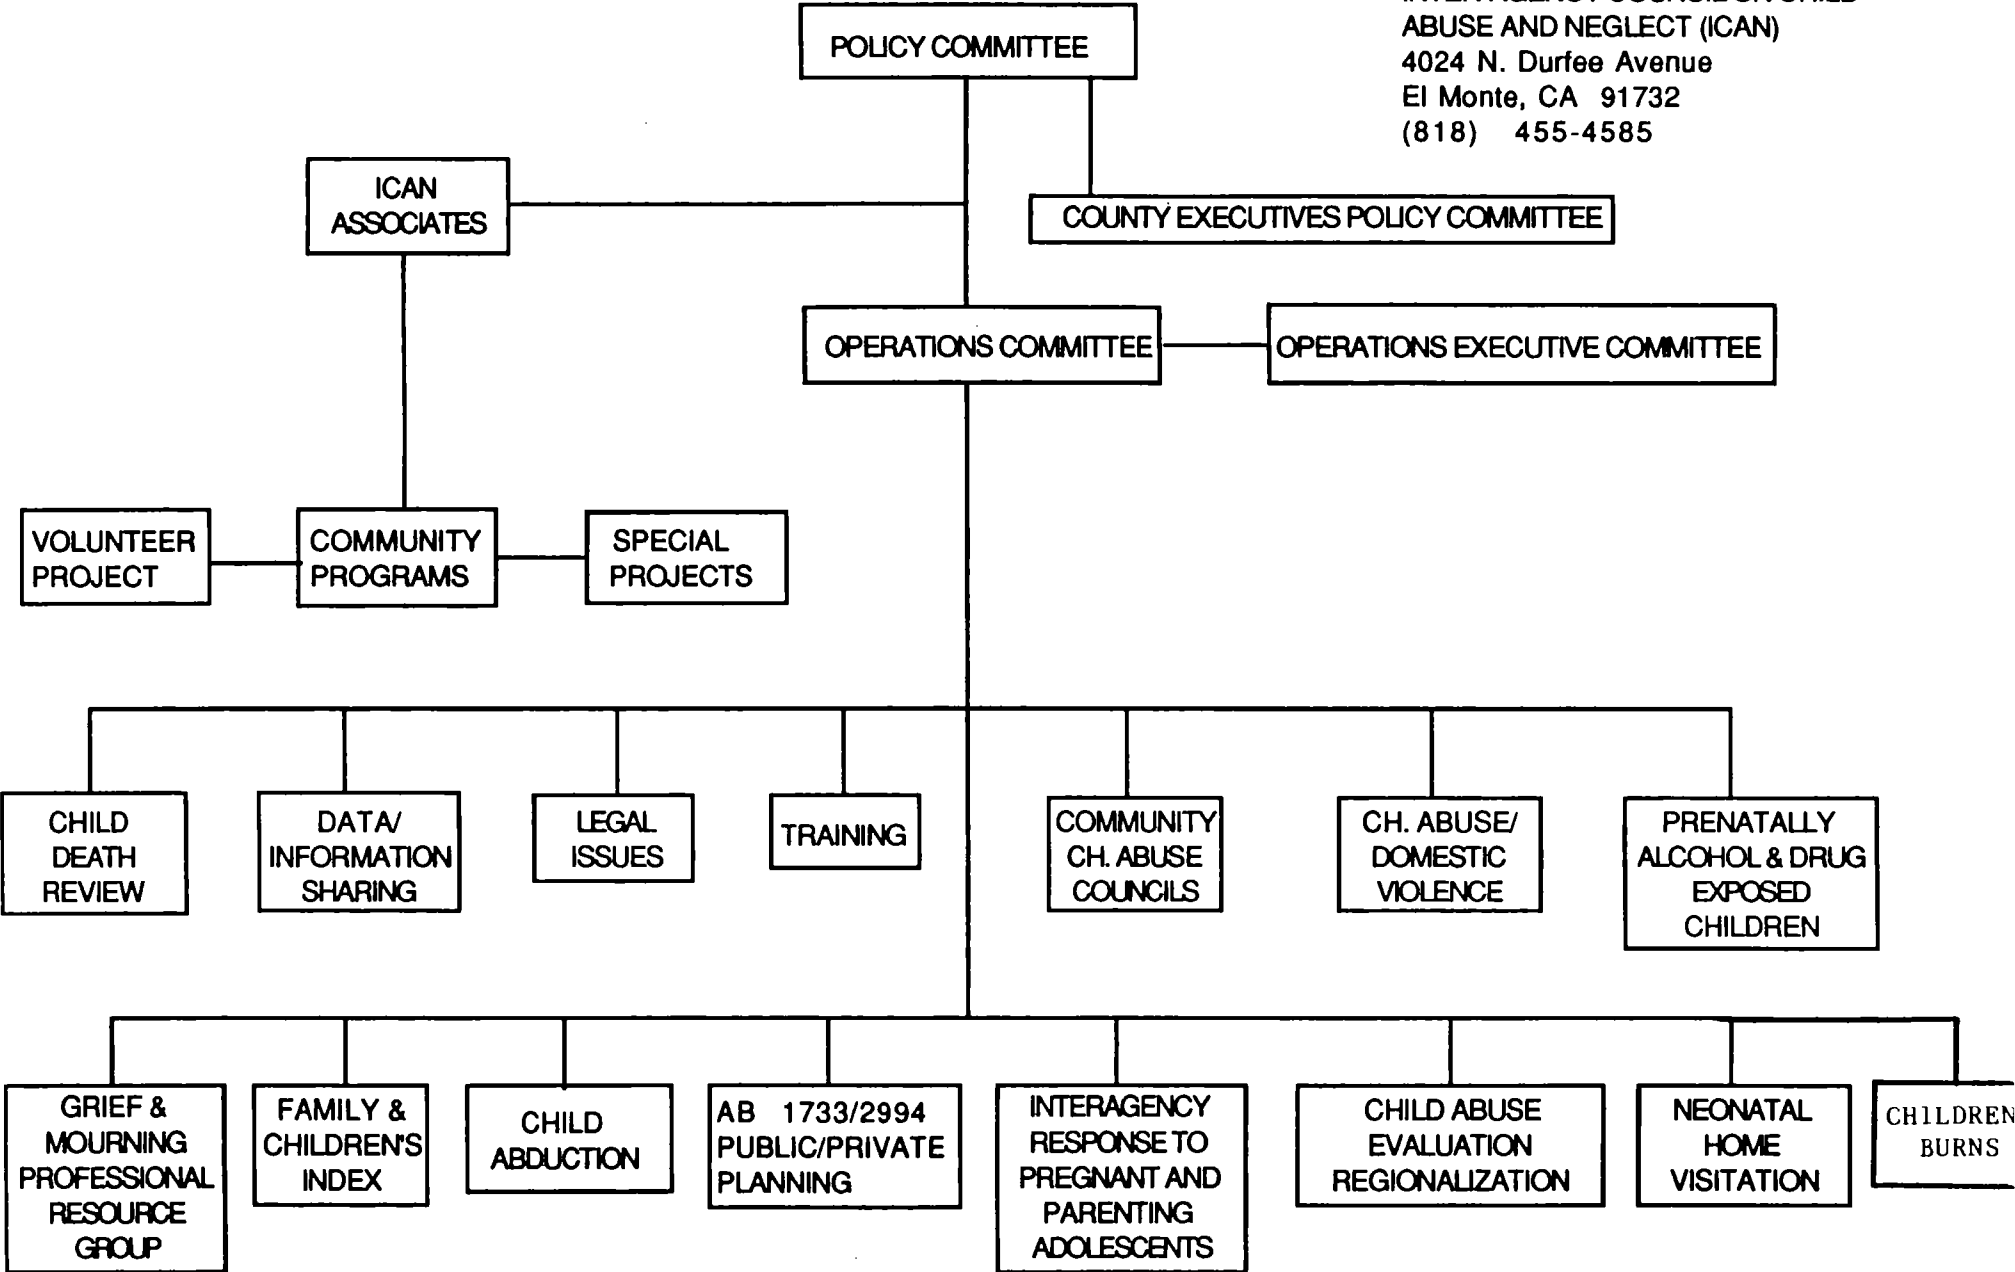 POLICY COMMITTEE
ABUSE AND NEGLECT (ICAN)
4024 N. Durfee Avenue
El Monte, CA 91732
(818) 455-4585
ICAN
ASSOCIATES
COUNTY EXECUTIVES POLICY COMMITTEE
OPERATIONS COMMITTEE
OPERATIONS EXECUTIVE COMMITTEE
VOLUNTEER
PROJECT
COMMUNITY
PROGRAMS
SPECIAL
PROJECTS
CHILD
DEATH
REVIEW
DATA/
INFORMATION
SHARING
LEGAL
ISSUES
TRAINING
COMMUNITY
CH. ABUSE
COUNCILS
CH. ABUSE/
DOMESTIC
VIOLENCE
PRENATALLY
ALCOHOL & DRUG
EXPOSED
CHILDREN
GRIEF &
MOURNING
PROFESSIONAL
RESOURCE
GROUP
FAMILY &
CHILDREN'S
INDEX
CHILD
ABDUCTION
AB 1733/2994
PUBLIC/PRIVATE
PLANNING
INTERAGENCY
RESPONSE TO
PREGNANT AND
PARENTING
ADOLESCENTS
CHILD ABUSE
EVALUATION
REGIONALIZATION
NEONATAL
HOME
VISITATION
CHILDREN
BURNS